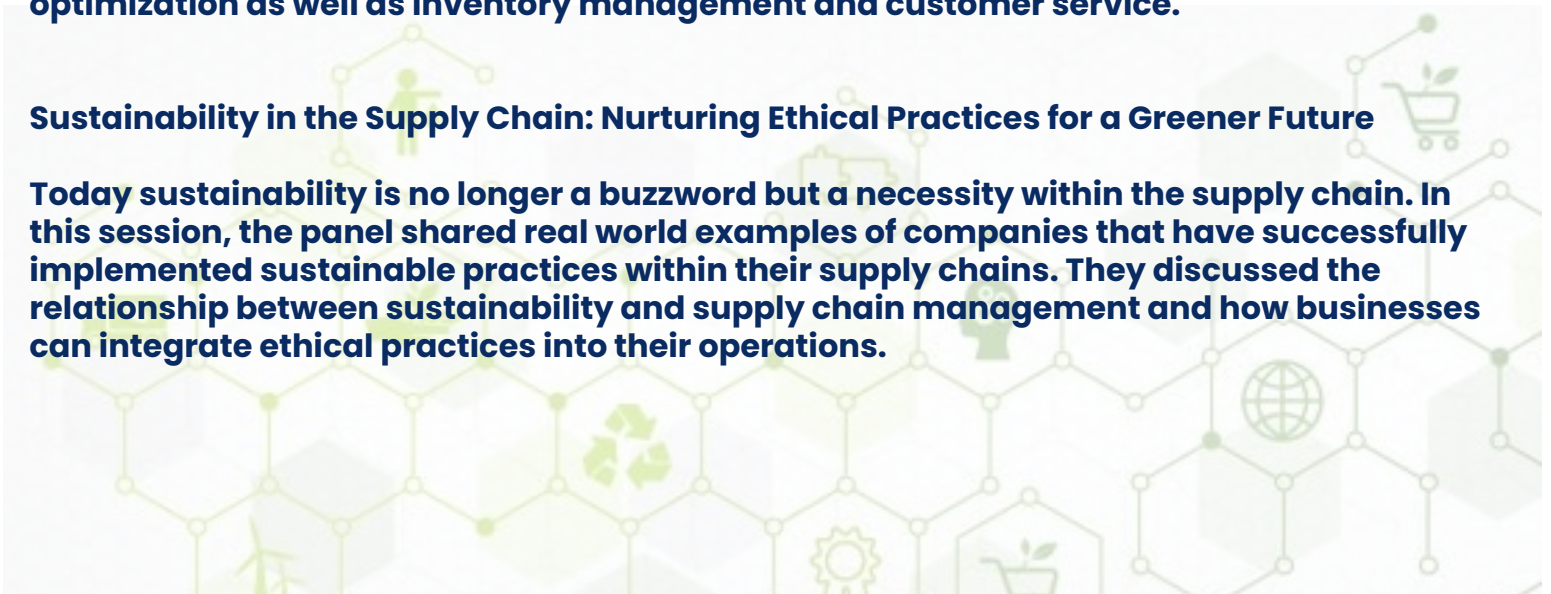 optimization as well as inventory management and customer service.
Sustainability in the Supply Chain: Nurturing Ethical Practices for a Greener Future
Today sustainability is no longer a buzzword but a necessity within the supply chain. In
this session, the panel shared real world examples of companies that have successfully
implemented sustainable practices within their supply chains. They discussed the
relationship between sustainability and supply chain management and how businesses
can integrate ethical practices into their operations.